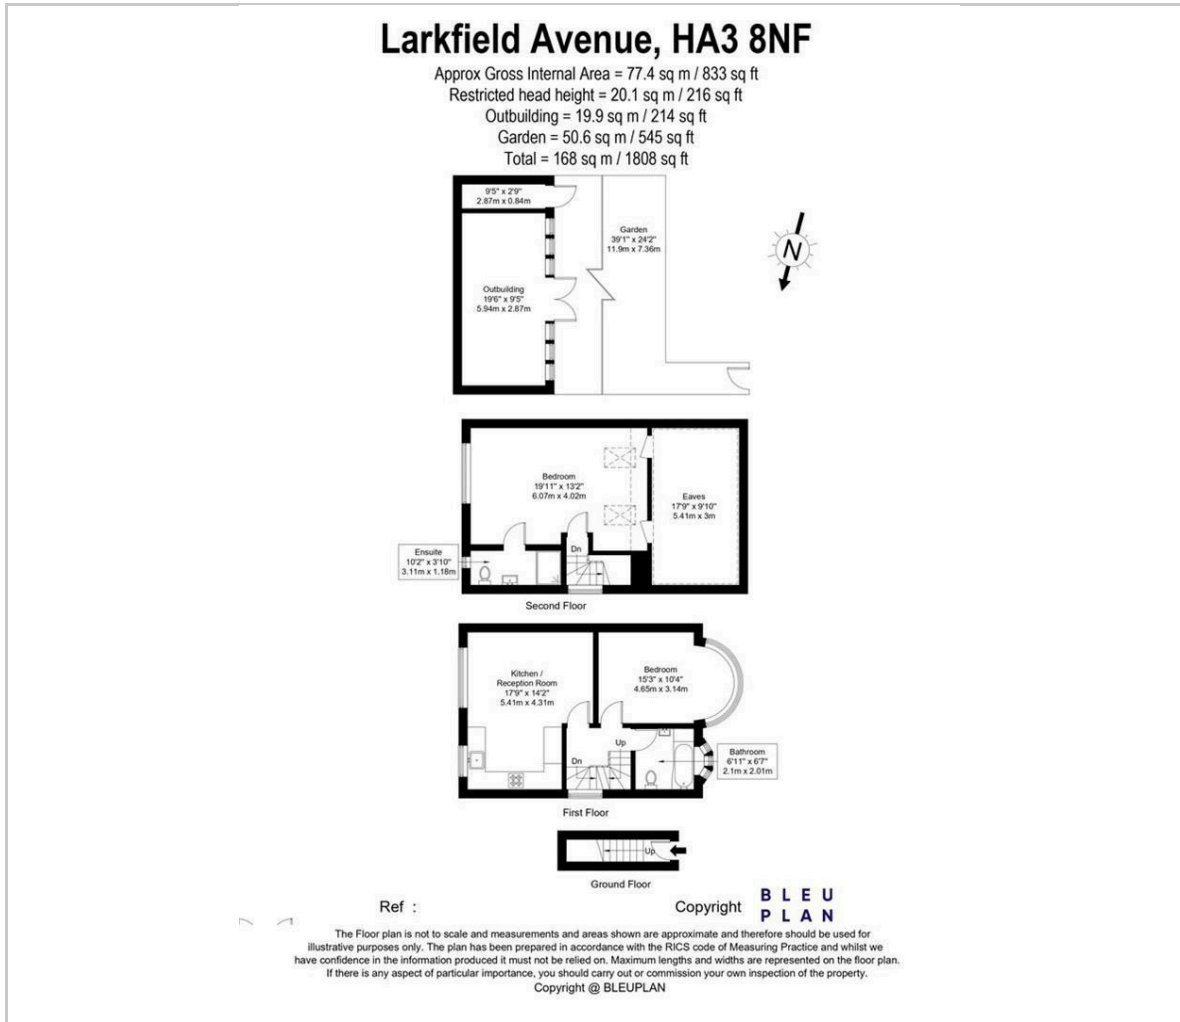 Larkfield Avenue, HA3 8NF
Approx Gross Internal Area = 77.4 sq m / 833 sq ft
Restricted head height = 20.1 sq m / 216 sq ft
Outbuilding = 19.9 sq m / 214 sq ft
Garden = 50.6 sq m / 545 sq ft
Total = 168 sq m / 1808 sq ft
9'5" x 2'9"
2.87m x 0.84m
Garden
39'1" x 24'2"
11.9m x 7.36m
N
Outbuilding
19'6" x 9'5"
5.94m x 2.87m
Bedroom
19'11" x 13'2"
6.07m x 4.02m
Eaves
17'9" x 9'10"
5.41m x 3m
Ensuite
10'2" x 3'10"
3.11m x 1.18m
Dn
Second Floor
Kitchen /
Reception Room
17'9" x 14'2"
5.41m x 4.31m
Bedroom
15'3" x 10'4"
4.65m x 3.14m
Up
Dn
Bathroom
6'11" x 6'7"
2.1m x 2.01m
First Floor
Up
Ground Floor
Ref :
Copyright
BLEU
PLAN
The Floor plan is not to scale and measurements and areas shown are approximate and therefore should be used for
illustrative purposes only. The plan has been prepared in accordance with the RICS code of Measuring Practice and whilst we
have confidence in the information produced it must not be relied on. Maximum lengths and widths are represented on the floor plan.
If there is any aspect of particular importance, you should carry out or commission your own inspection of the property.
Copyright @ BLEUPLAN